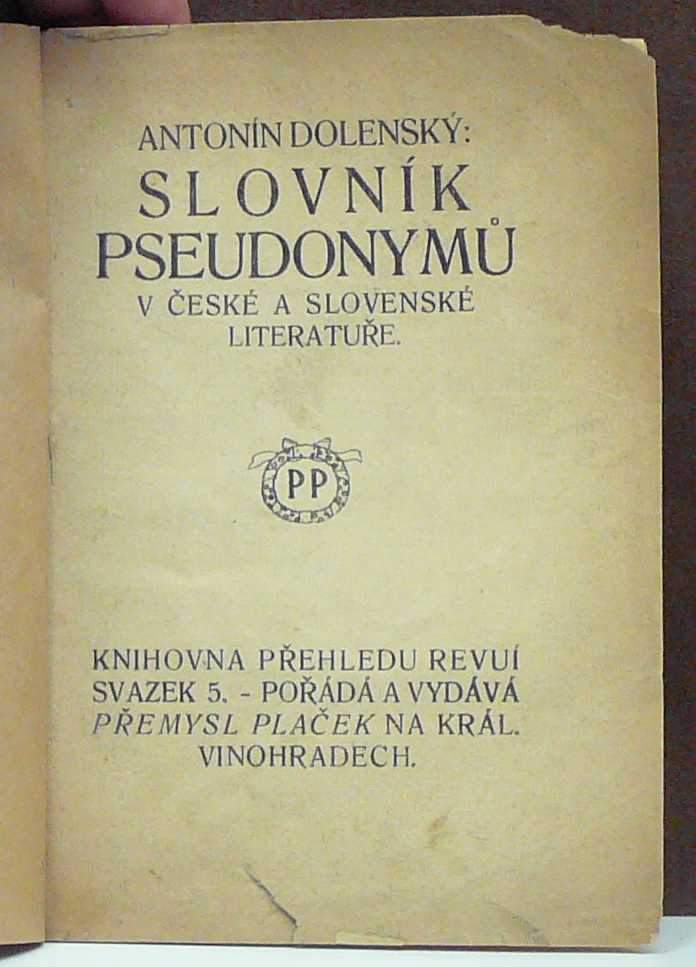 ANTONÍN DOLENSKÝ:
SLOVNÍK
PSEUDONYMŮ
V ČESKÉ A SLOVENSKÉ
LITERATUŘE.
PP
KNIHOVNA PŘEHLEDU REVUÍ
SVAZEK 5. - POŘÁDÁ A VYDÁVÁ
PŘEMYSL PLAČEK NA KRÁL.
VINOHRADECH.